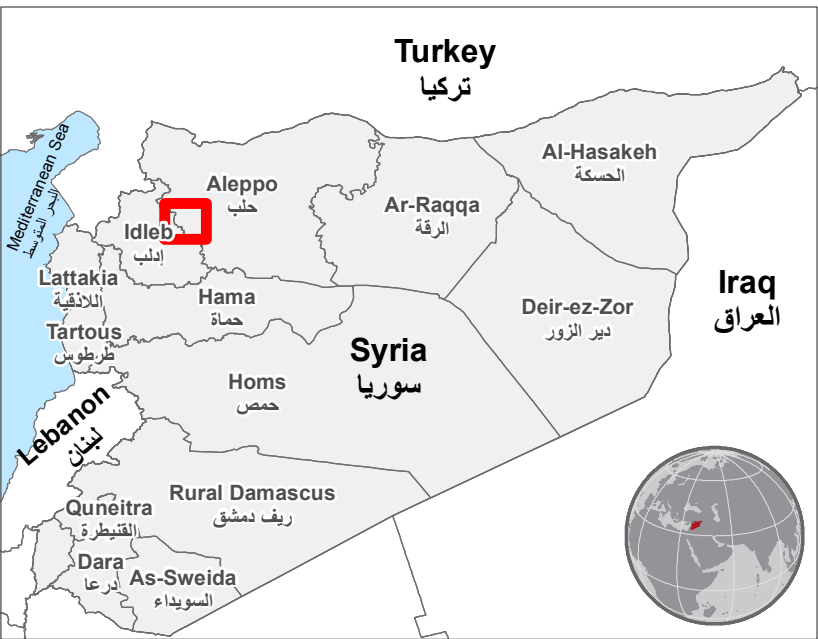 Turkey
تركيا
Mediterranean Sea
البحر المتوسط
Aleppo
حلب
Al-Hasakeh
الحسكة
Ar-Raqqa
الرقة
Idleb
إدلب
Lattakia
اللاذقية
Hama
حماة
Iraq
العراق
Deir-ez-Zor
دير الزور
Tartous
طرطوس
Syria
سوريا
Homs
حمص
Lebanon
لبنان
Rural Damascus
ريف دمشق
Quneitra
القنيطرة
Dara
درعا
As-Sweida
السويداء